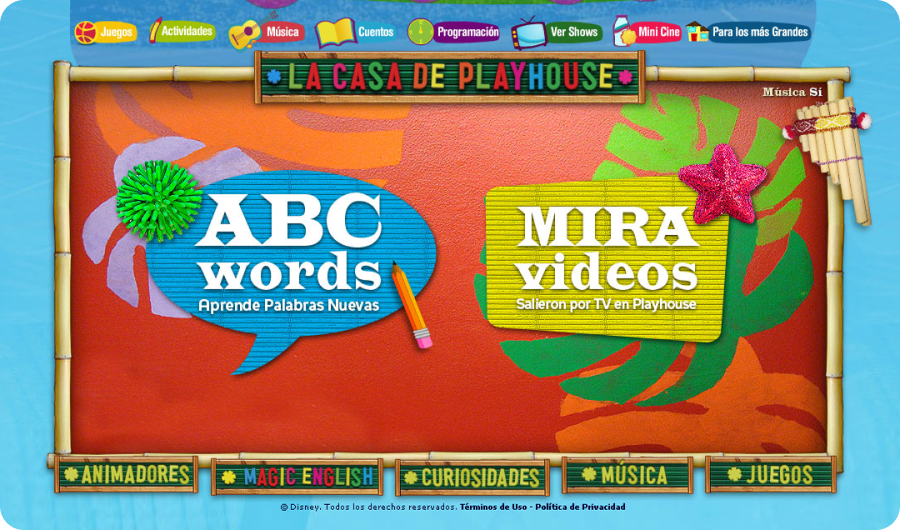 Juegos
Actividades
Música
Cuentos
Programación
Ver Shows
Mini Cine
Para los más Grandes
LA CASA DE PLAYHOUSE
Música Sí
ABC
words
Aprende Palabras Nuevas
MIRA
videos
Salieron por TV en Playhouse
ANIMADORES
MAGIC ENGLISH
CURIOSIDADES
MÚSICA
JUEGOS
© Disney. Todos los derechos reservados. Términos de Uso - Política de Privacidad